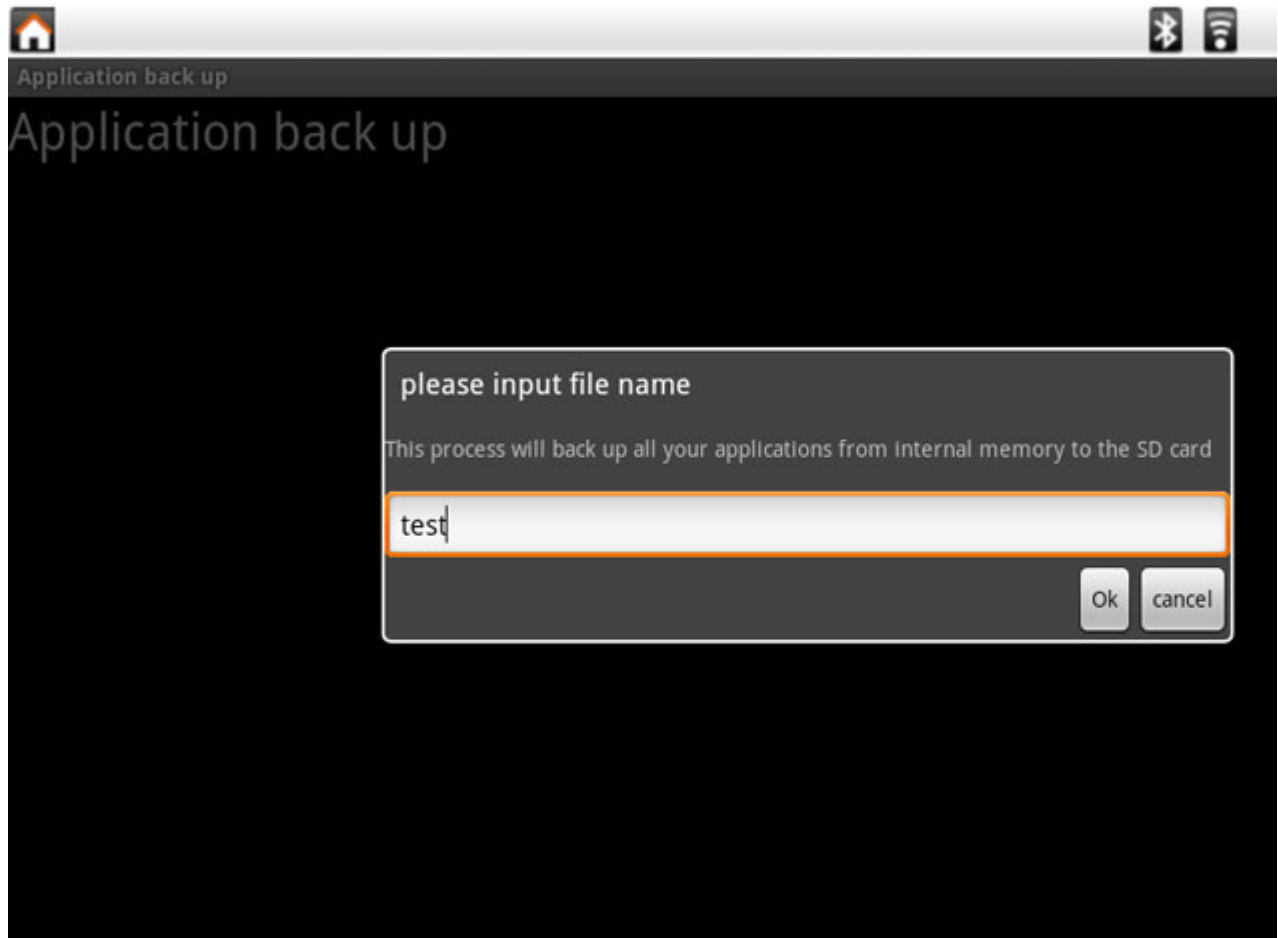 Application back up
Application back up
please input file name
This process will back up all your applications from internal memory to the SD card
test
Ok cancel